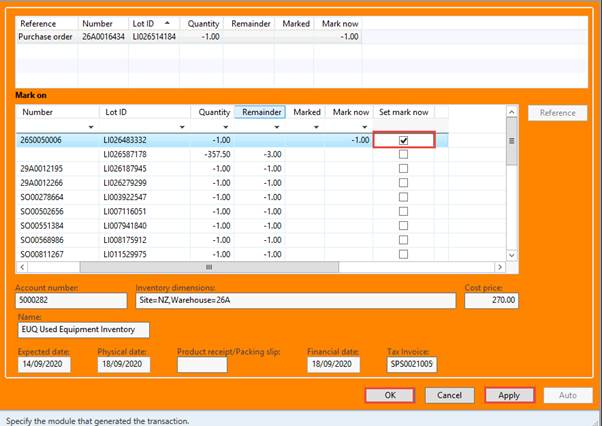 Reference Number Lot ID Quantity Remainder Marked Mark now
Purchase order 26A0016434 LI026514184 -1.00 -1.00
Mark on
Number Lot ID Quantity Remainder Marked Mark now Set mark now
Reference
26S0050006 LI026483332 -1.00 -1.00
LI026587178 -357.50 -3.00
29A0012195 LI026187945 -1.00 -1.00
29A0012266 LI026279299 -1.00 -1.00
SO00278664 LI003922547 -1.00 -1.00
SO00502656 LI007116051 -1.00 -1.00
SO00551384 LI007941840 -1.00 -1.00
SO00568986 LI008175912 -1.00 -1.00
SO00811267 LI011529975 -1.00 -1.00
Account number: Inventory dimensions: Cost price:
5000282 Site=NZ,Warehouse=26A 270.00
Name:
EUQ Used Equipment Inventory
Expected date: Physical date: Product receipt/Packing slip: Financial date: Tax Invoice:
14/09/2020 18/09/2020 18/09/2020 SPS0021005
OK Cancel Apply Auto
Specify the module that generated the transaction.